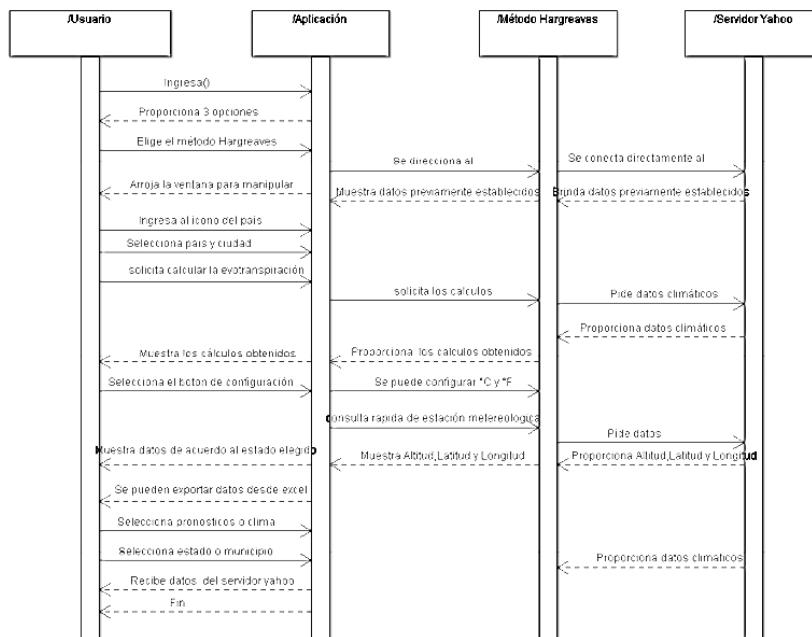 /Usuario
/Aplicación
/Método Hargreaves
/Servidor Yahoo
Ingresa()
Proporciona 3 opciones
Elige el método Hargreaves
Se direcciona al
Se conecta directamente al
Arroja la ventana para manipular
Muestra datos previamente establecidos
Brinda datos previamente establecidos
Ingresa al icono del pais
Selecciona pais y ciudad
solicita calcular la evotranspiración
solicita los calculos
Pide datos climáticos
Proporciona datos climáticos
Muestra los cálculos obtenidos
Proporciona los calculos obtenidos
Selecciona el boton de configuración
Se puede configurar °C y °F
consulta rapida de estación metereológica
Pide datos
Muestra datos de acuerdo al estado elegido
Muestra Altitud,Latitud y Longitud
Proporciona Altitud,Latitud y Longitud
Se pueden exportar datos desde excel
Selecciona pronosticos o clima
Selecciona estado o municipio
Proporciona datos climáticos
Recibe datos del servidor yahoo
Fin